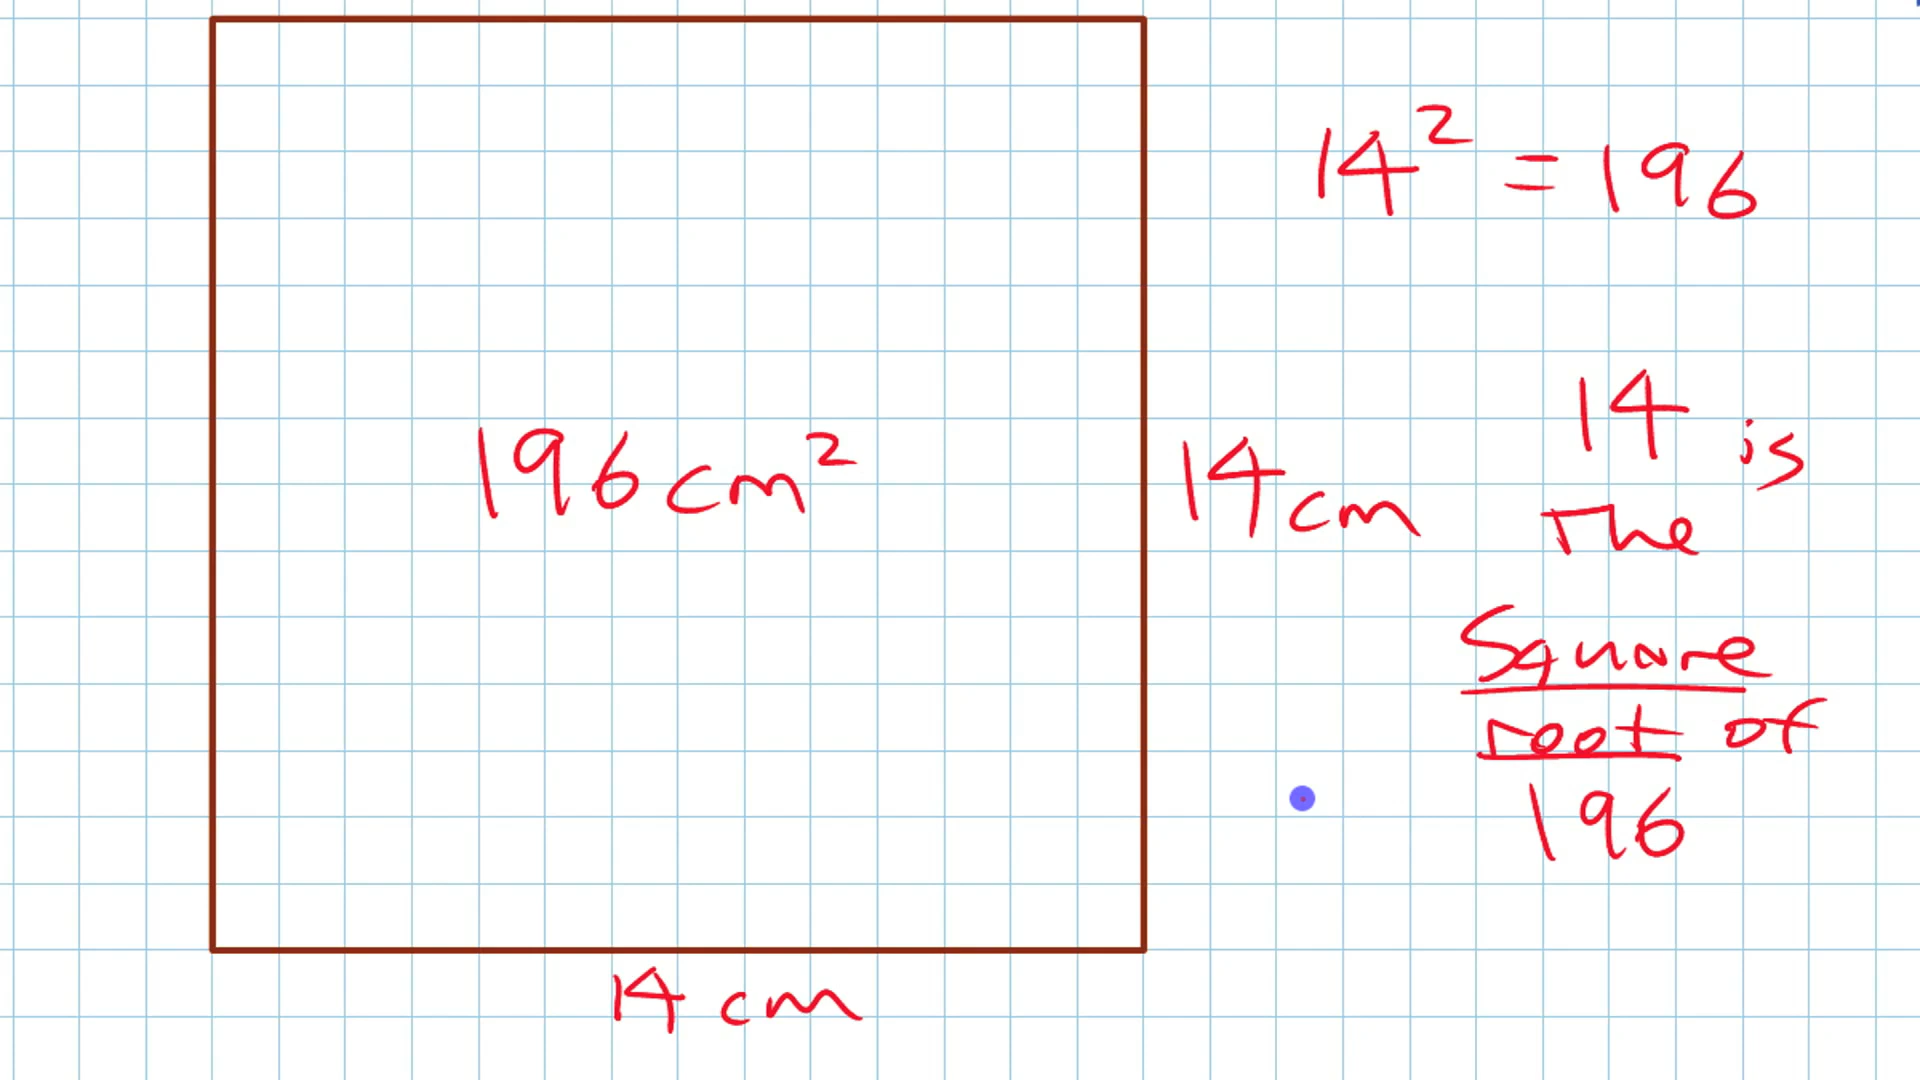 14² = 196
196 cm²
14 cm
14 is
The
Square
root of
196
14 cm